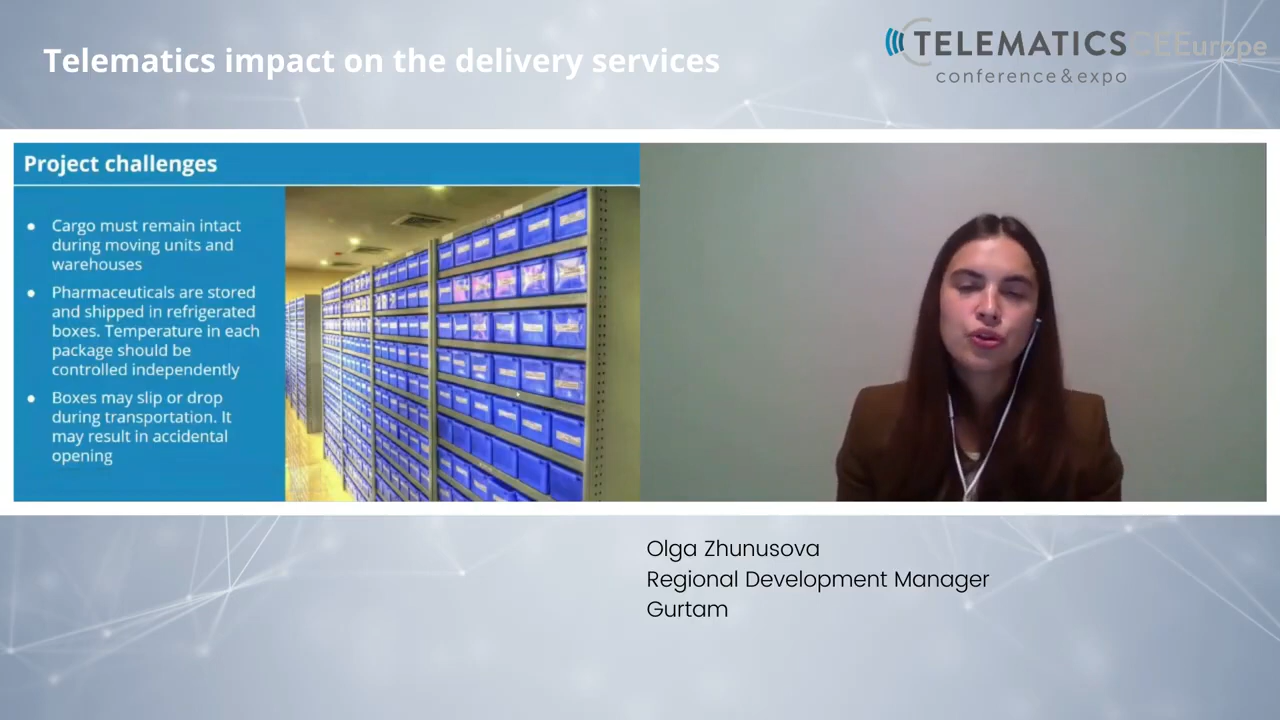 Telematics impact on the delivery services
TELEMATICS CEEurope
conference & expo
Project challenges
● Cargo must remain intact
during moving units and
warehouses
● Pharmaceuticals are stored
and shipped in refrigerated
boxes. Temperature in each
package should be
controlled independently
● Boxes may slip or drop
during transportation. It
may result in accidental
opening
Olga Zhunusova
Regional Development Manager
Gurtam